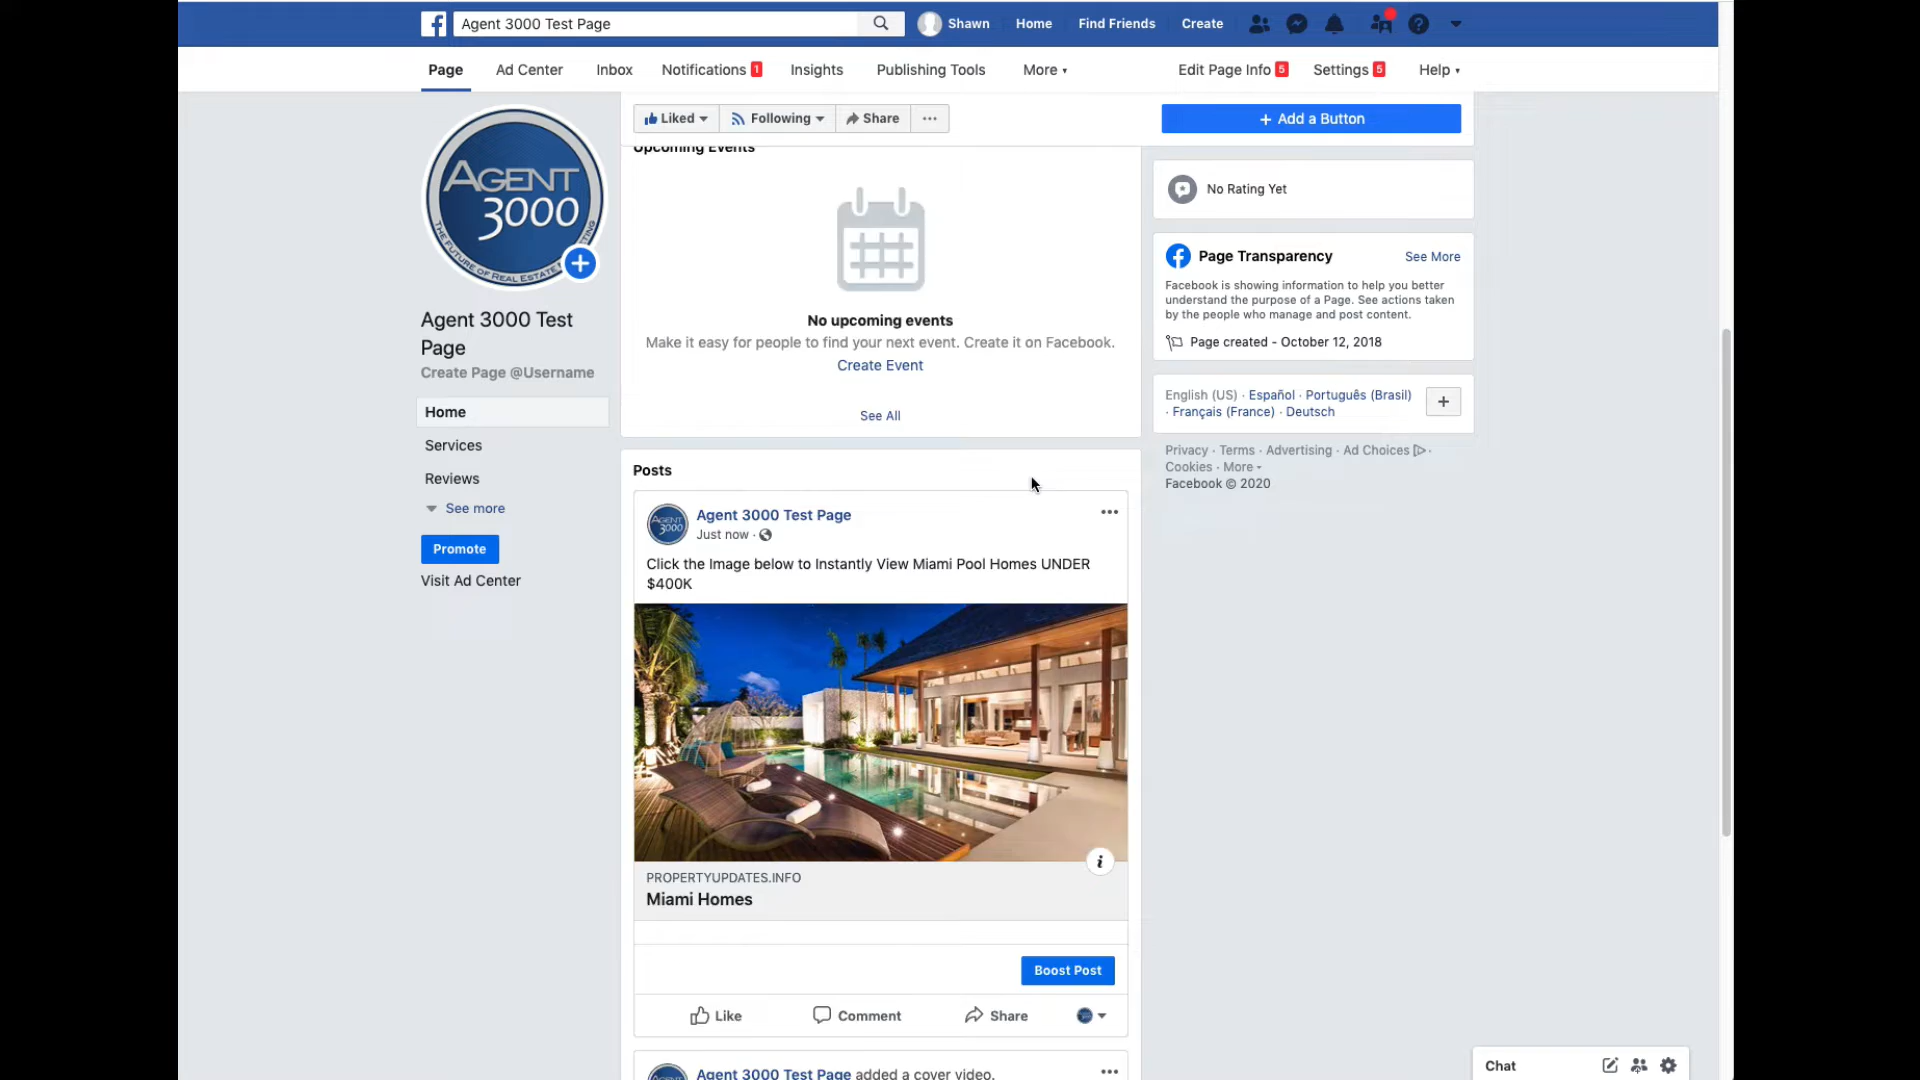 Agent 3000 Test Page
Shawn
Home
Find Friends
Create
Page
Ad Center
Inbox
Notifications 1
Insights
Publishing Tools
More
Edit Page Info 5
Settings 5
Help
AGENT
3000
THE FUTURE OF REAL ESTATE
Agent 3000 Test
Page
Create Page @Username
Home
Services
Reviews
See more
Promote
Visit Ad Center
Liked
Following
Share
+ Add a Button
Upcoming Events
No upcoming events
Make it easy for people to find your next event. Create it on Facebook.
Create Event
See All
Posts
Agent 3000 Test Page
Just now ·
Click the Image below to Instantly View Miami Pool Homes UNDER
$400K
PROPERTYUPDATES.INFO
Miami Homes
Boost Post
Like
Comment
Share
Agent 3000 Test Page added a cover video.
No Rating Yet
Page Transparency
See More
Facebook is showing information to help you better
understand the purpose of a Page. See actions taken
by the people who manage and post content.
Page created - October 12, 2018
English (US) · Español · Português (Brasil)
· Français (France) · Deutsch
Privacy · Terms · Advertising · Ad Choices ·
Cookies · More
Facebook © 2020
Chat